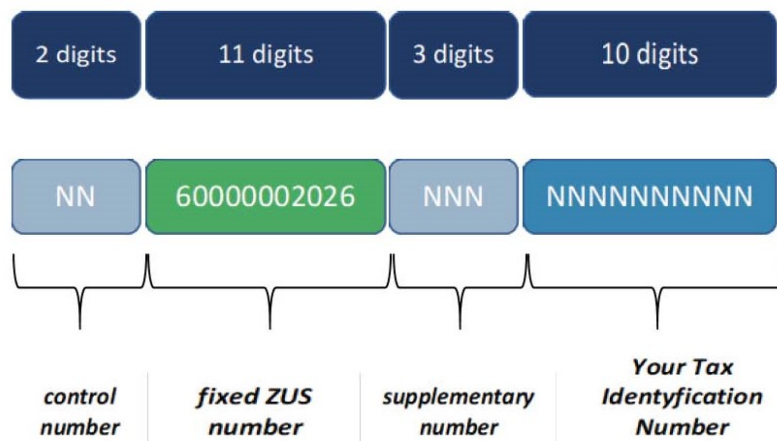 2 digits 11 digits 3 digits 10 digits
NN 60000002026 NNN NNNNNNNNNN
control number
fixed ZUS number
supplementary number
Your Tax
Identyfication
Number